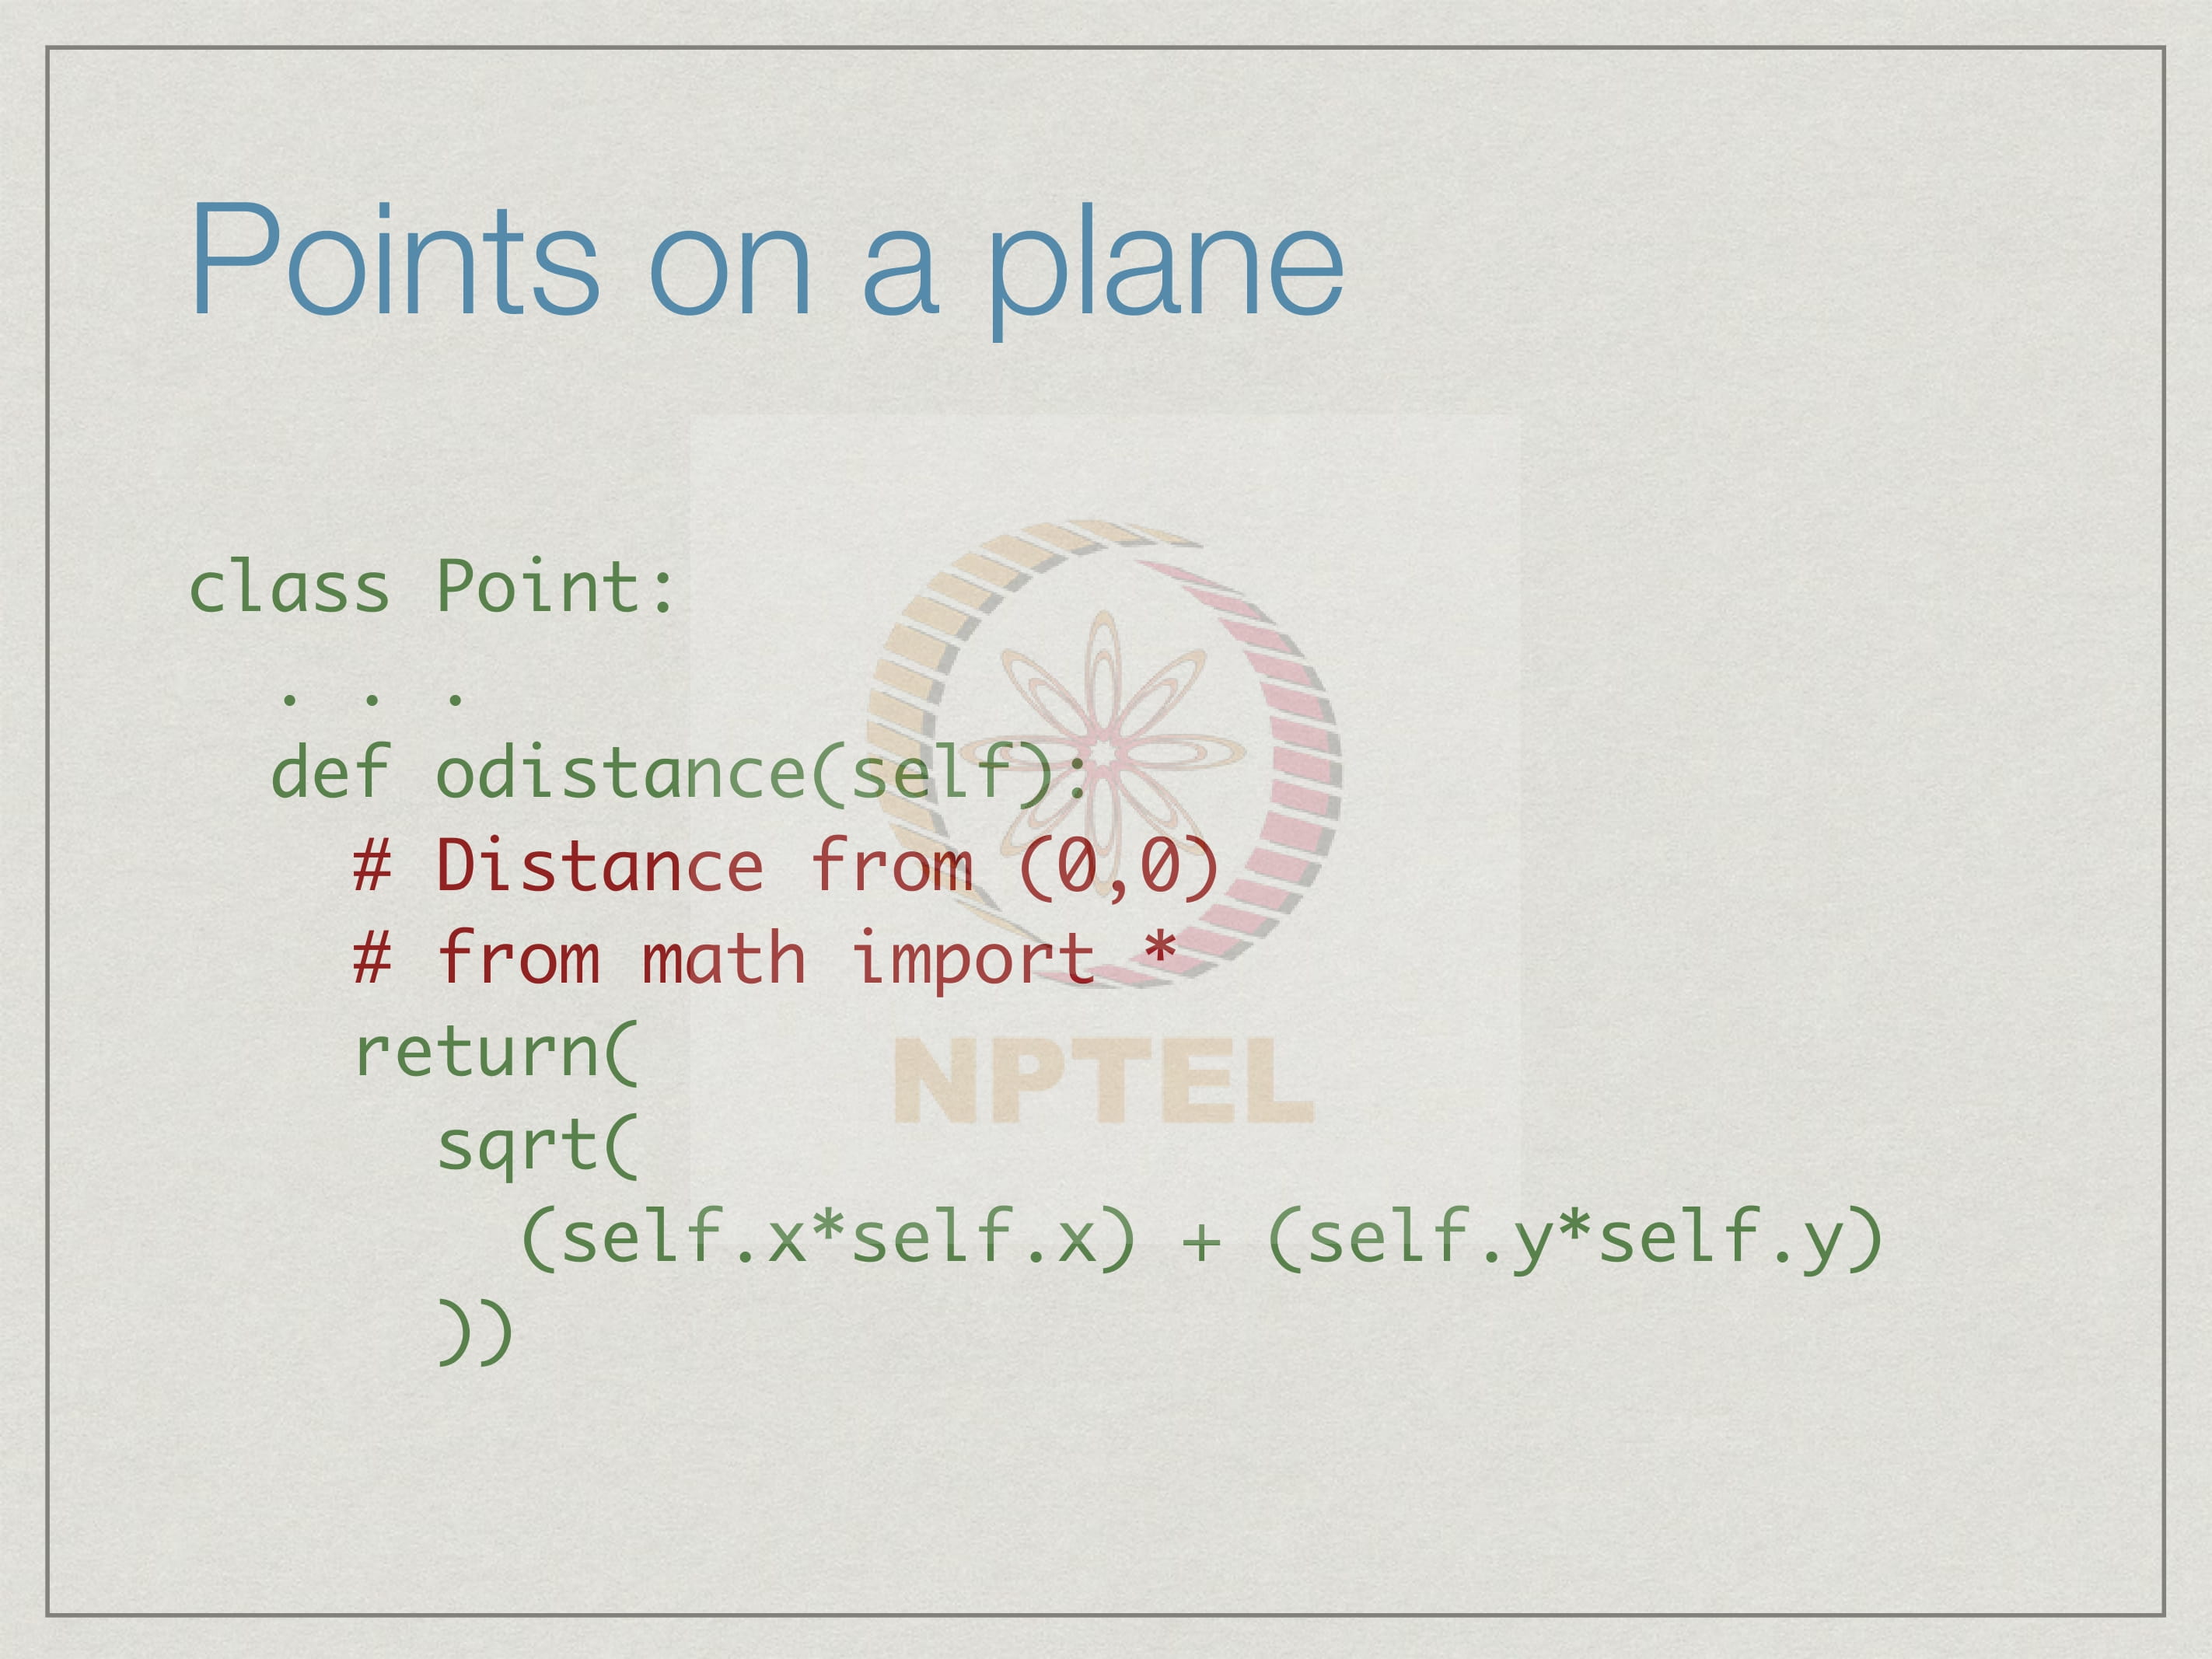 Points on a plane
class Point:
  . . .
  def odistance(self):
    # Distance from (0,0)
    # from math import *
    return(
      sqrt(
        (self.x*self.x) + (self.y*self.y)
      ))
NPTEL